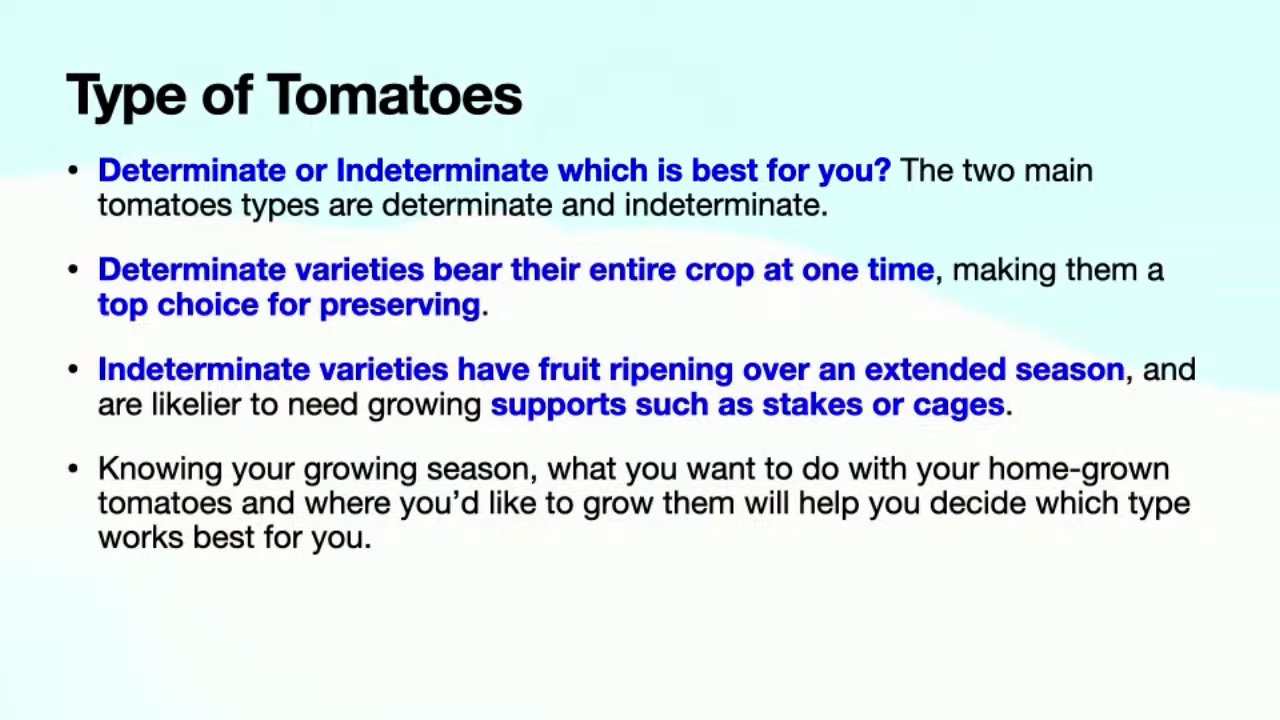 Type of Tomatoes
• Determinate or Indeterminate which is best for you? The two main
tomatoes types are determinate and indeterminate.
• Determinate varieties bear their entire crop at one time, making them a
top choice for preserving.
• Indeterminate varieties have fruit ripening over an extended season, and
are likelier to need growing supports such as stakes or cages.
• Knowing your growing season, what you want to do with your home-grown
tomatoes and where you’d like to grow them will help you decide which type
works best for you.